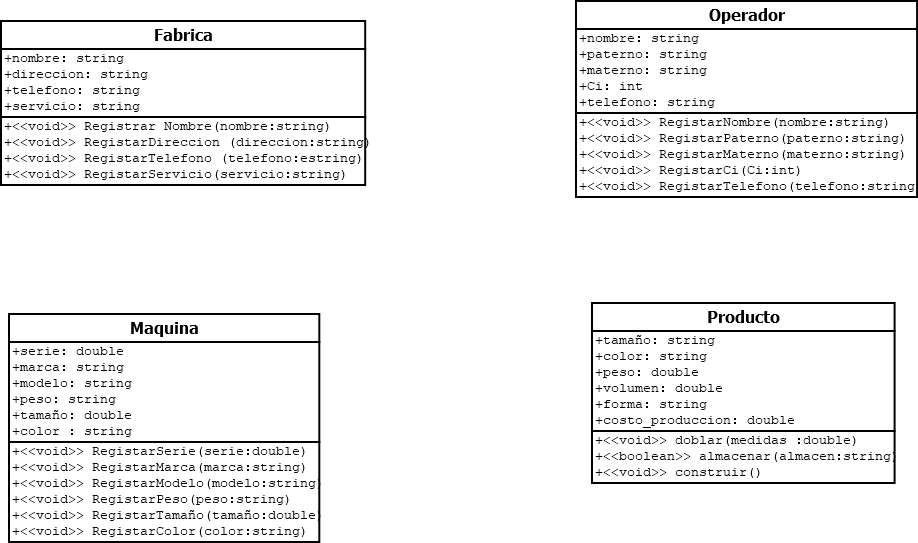 Fabrica
+nombre: string
+direccion: string
+telefono: string
+servicio: string
+<<void>> Registrar Nombre(nombre:string)
+<<void>> RegistarDireccion (direccion:string)
+<<void>> RegistarTelefono (telefono:estring)
+<<void>> RegistarServicio(servicio:string)
Operador
+nombre: string
+paterno: string
+materno: string
+Ci: int
+telefono: string
+<<void>> RegistarNombre(nombre:string)
+<<void>> RegistarPaterno(paterno:string)
+<<void>> RegistarMaterno(materno:string)
+<<void>> RegistarCi(Ci:int)
+<<void>> RegistarTelefono(telefono:string
Maquina
+serie: double
+marca: string
+modelo: string
+peso: string
+tamaño: double
+color : string
+<<void>> RegistarSerie(serie:double)
+<<void>> RegistarMarca(marca:string)
+<<void>> RegistarModelo(modelo:string)
+<<void>> RegistarPeso(peso:string)
+<<void>> RegistarTamaño(tamaño:double)
+<<void>> RegistarColor(color:string)
Producto
+tamaño: string
+color: string
+peso: double
+volumen: double
+forma: string
+costo_produccion: double
+<<void>> doblar(medidas :double)
+<<boolean>> almacenar(almacen:string)
+<<void>> construir()